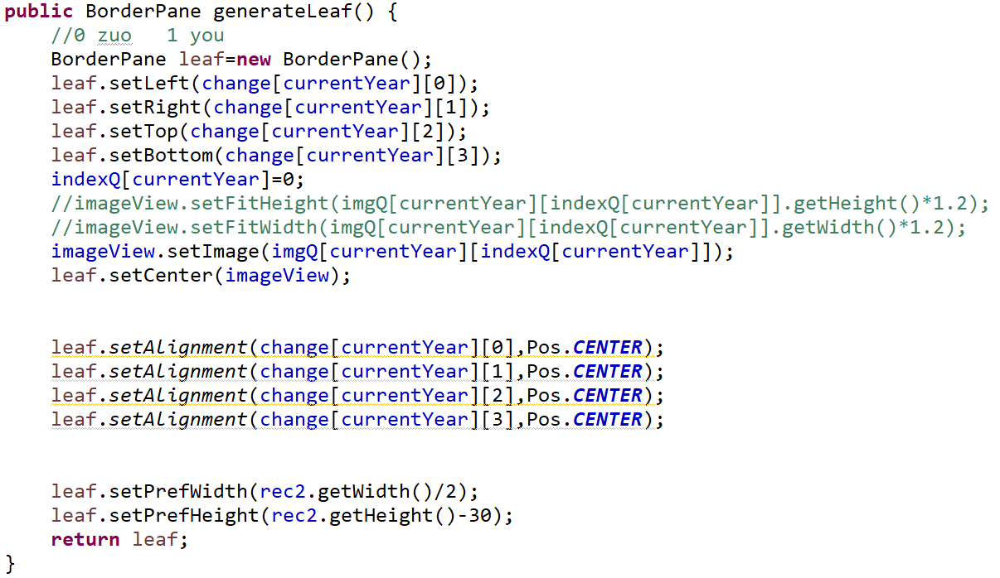 public BorderPane generateLeaf() {
    //0 zuo   1 you
    BorderPane leaf=new BorderPane();
    leaf.setLeft(change[currentYear][0]);
    leaf.setRight(change[currentYear][1]);
    leaf.setTop(change[currentYear][2]);
    leaf.setBottom(change[currentYear][3]);
    indexQ[currentYear]=0;
    //imageView.setFitHeight(imgQ[currentYear][indexQ[currentYear]].getHeight()*1.2);
    //imageView.setFitWidth(imgQ[currentYear][indexQ[currentYear]].getWidth()*1.2);
    imageView.setImage(imgQ[currentYear][indexQ[currentYear]]);
    leaf.setCenter(imageView);
    leaf.setAlignment(change[currentYear][0],Pos.CENTER);
    leaf.setAlignment(change[currentYear][1],Pos.CENTER);
    leaf.setAlignment(change[currentYear][2],Pos.CENTER);
    leaf.setAlignment(change[currentYear][3],Pos.CENTER);
    leaf.setPrefWidth(rec2.getWidth()/2);
    leaf.setPrefHeight(rec2.getHeight()-30);
    return leaf;
}